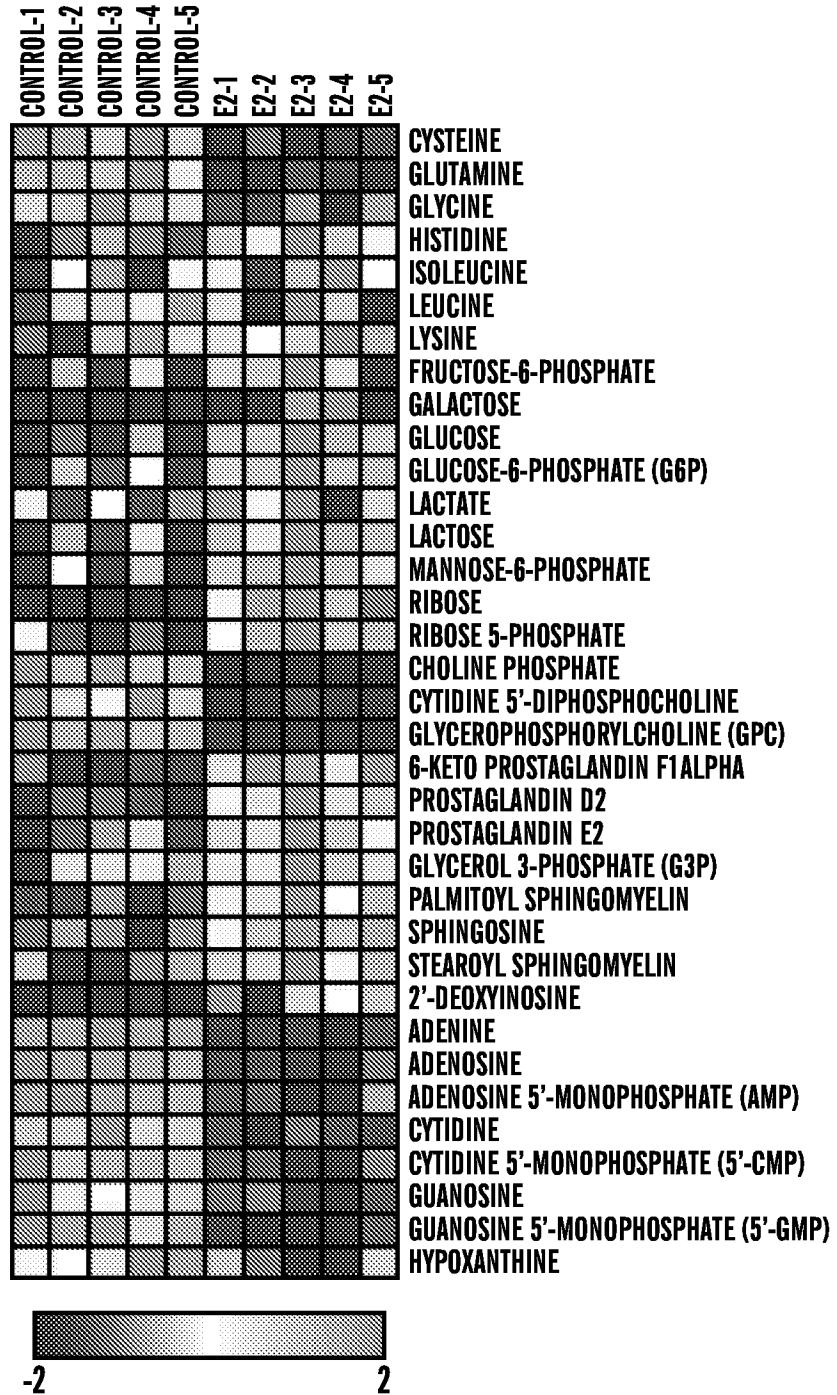 CONTROL-1
CONTROL-2
CONTROL-3
CONTROL-4
CONTROL-5
E2-1
E2-2
E2-3
E2-4
E2-5
CYSTEINE
GLUTAMINE
GLYCINE
HISTIDINE
ISOLEUCINE
LEUCINE
LYSINE
FRUCTOSE-6-PHOSPHATE
GALACTOSE
GLUCOSE
GLUCOSE-6-PHOSPHATE (G6P)
LACTATE
LACTOSE
MANNOSE-6-PHOSPHATE
RIBOSE
RIBOSE 5-PHOSPHATE
CHOLINE PHOSPHATE
CYTIDINE 5'-DIPHOSPHOCHOLINE
GLYCEROPHOSPHORYLCHOLINE (GPC)
6-KETO PROSTAGLANDIN F1ALPHA
PROSTAGLANDIN D2
PROSTAGLANDIN E2
GLYCEROL 3-PHOSPHATE (G3P)
PALMITOYL SPHINGOMYELIN
SPHINGOSINE
STEAROYL SPHINGOMYELIN
2'-DEOXYINOSINE
ADENINE
ADENOSINE
ADENOSINE 5'-MONOPHOSPHATE (AMP)
CYTIDINE
CYTIDINE 5'-MONOPHOSPHATE (5'-CMP)
GUANOSINE
GUANOSINE 5'-MONOPHOSPHATE (5'-GMP)
HYPOXANTHINE
-2 2